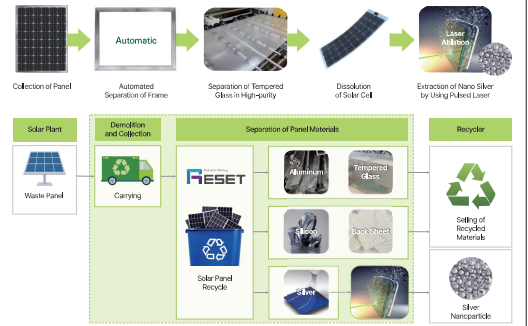 Automatic
Laser
Ablation
Collection of Panel
Automated
Separation of Frame
Separation of Tempered
Glass in High-purity
Dissolution
of Solar Cell
Extraction of Nano Silver
by Using Pulsed Laser
Solar Plant
Demolition
and Collection
Separation of Panel Materials
Recycler
Waste Panel
Carrying
RESET
Solar Panel
Recycle
Aluminum
Tempered
Glass
Silicon
Back Sheet
Silver
Selling of
Recycled
Materials
Silver
Nanoparticle